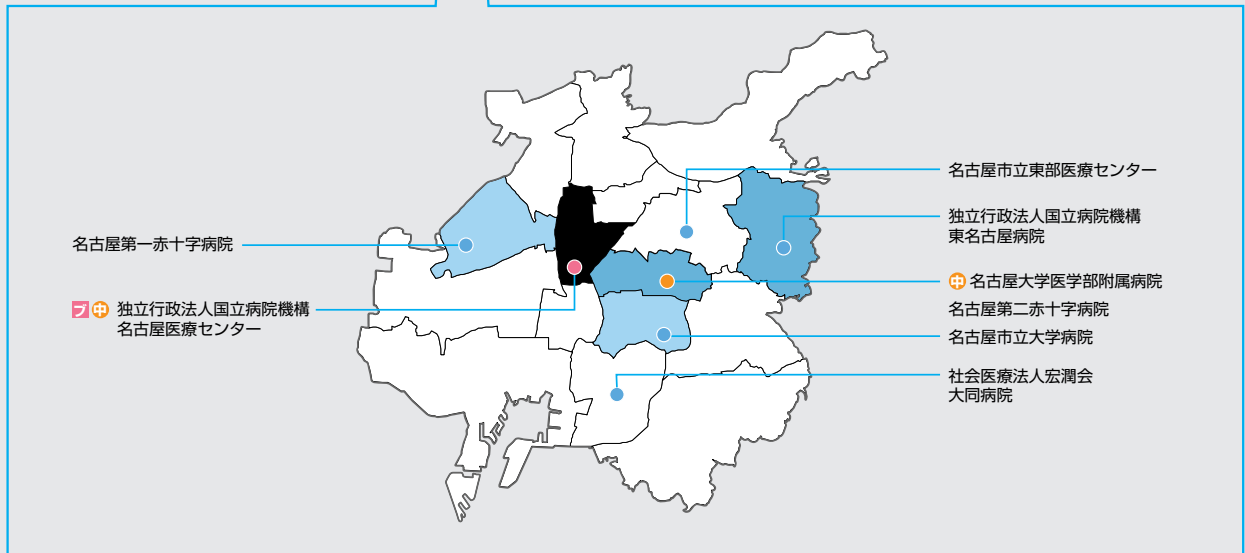 名古屋第一赤十字病院
ブ 中 独立行政法人国立病院機構
名古屋医療センター
名古屋市立東部医療センター
独立行政法人国立病院機構
東名古屋病院
中 名古屋大学医学部附属病院
名古屋第二赤十字病院
名古屋市立大学病院
社会医療法人宏潤会
大同病院